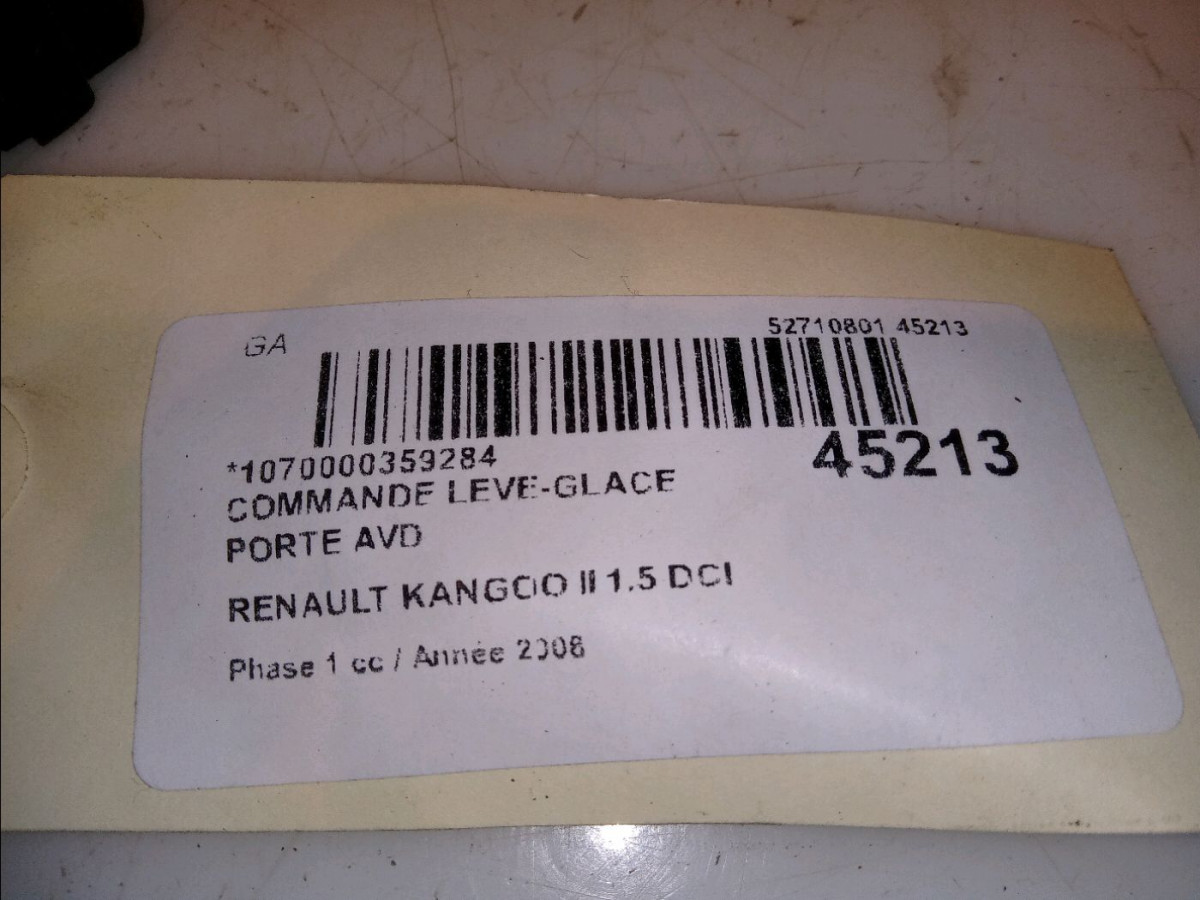 GA 52710801 45213
*1070000359284 45213
COMMANDE LEVE-GLACE
PORTE AVD
RENAULT KANGOO II 1.5 DCI
Phase 1 cc / Année 2008